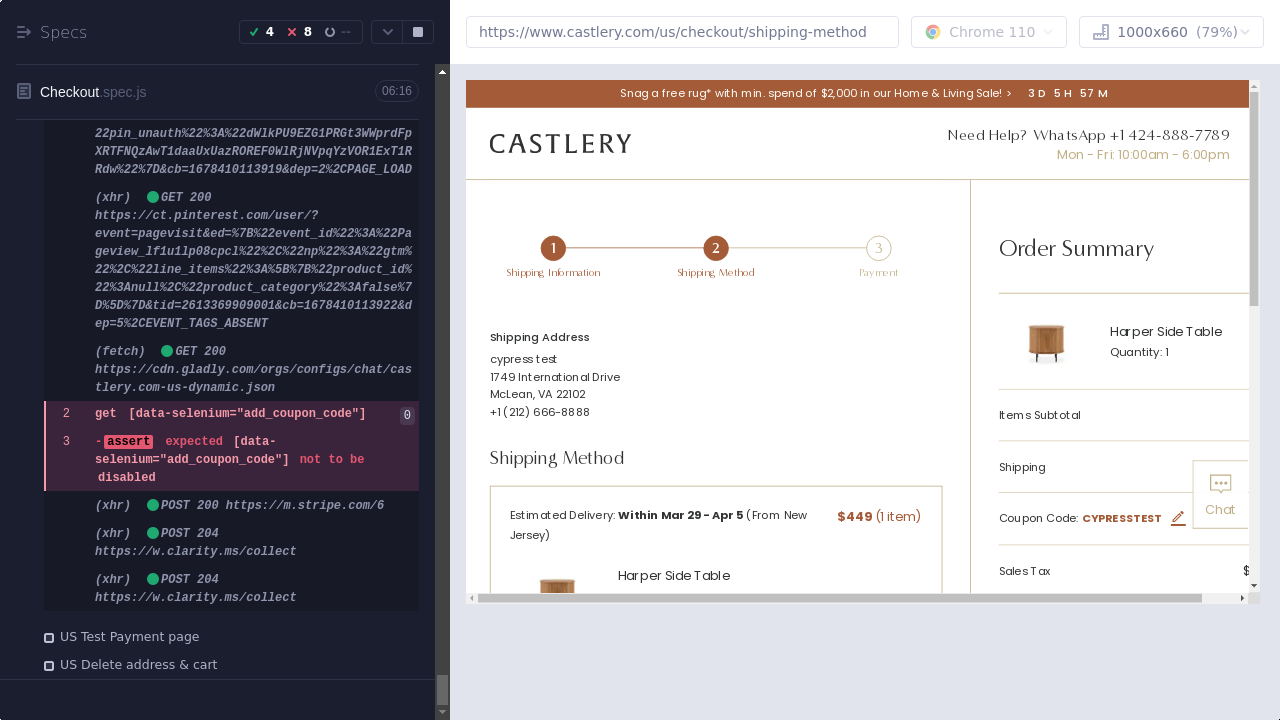 Specs
4
8
--
Checkout.spec.js
06:16
22pin_unauth%22%3A%22dWlkPU9EZG1PRGt3WWprdFp
XRTFNQzAwT1daaUxUazROREF0WlRjNVpqYzVOR1ExT1R
Rdw%22%7D&cb=1678410113919&dep=2%2CPAGE_LOAD
(xhr) GET 200
https://ct.pinterest.com/user/?
event=pagevisit&ed=%7B%22event_id%22%3A%22Pa
geview_lf1u1lp08cpcl%22%2C%22np%22%3A%22gtm%
22%2C%22line_items%22%3A%5B%7B%22product_id%
22%3Anull%2C%22product_category%22%3Afalse%7
D%5D%7D&tid=2613369909001&cb=1678410113922&d
ep=5%2CEVENT_TAGS_ABSENT
(fetch) GET 200
https://cdn.gladly.com/orgs/configs/chat/cas
tlery.com-us-dynamic.json
2 get [data-selenium="add_coupon_code"] 0
3 -assert expected [data-
selenium="add_coupon_code"] not to be
disabled
(xhr) POST 200 https://m.stripe.com/6
(xhr) POST 204
https://w.clarity.ms/collect
(xhr) POST 204
https://w.clarity.ms/collect
US Test Payment page
US Delete address & cart
https://www.castlery.com/us/checkout/shipping-method
Chrome 110
1000x660 (79%)
Snag a free rug* with min. spend of $2,000 in our Home & Living Sale! > 3 D 5 H 57 M
CASTLERY
Need Help? WhatsApp +1 424-888-7789
Mon - Fri: 10:00am - 6:00pm
1
2
3
Shipping Information
Shipping Method
Payment
Shipping Address
cypress test
1749 International Drive
McLean, VA 22102
+1 (212) 666-8888
Shipping Method
Estimated Delivery: Within Mar 29 - Apr 5 (From New
Jersey)
$449 (1 item)
Harper Side Table
Order Summary
Harper Side Table
Quantity: 1
Items Subtotal
Shipping
Coupon Code: CYPRESSTEST
Chat
Sales Tax
$